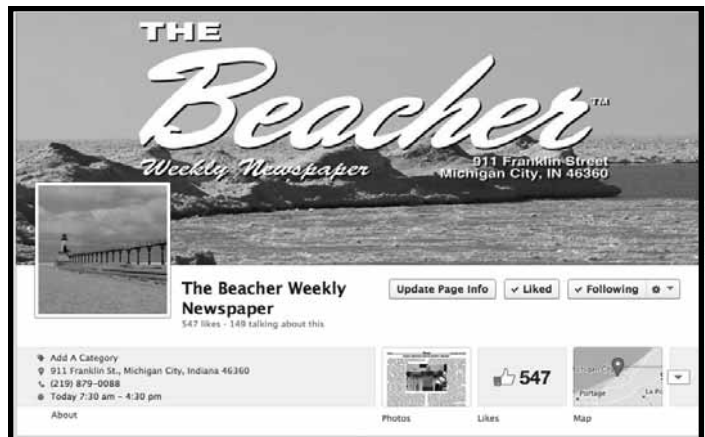 THE
Beacher™
Weekly Newspaper
911 Franklin Street
Michigan City, IN 46360
The Beacher Weekly
Newspaper
547 likes · 149 talking about this
Update Page Info
✓ Liked
✓ Following
Add A Category
911 Franklin St., Michigan City, Indiana 46360
(219) 879-0088
Today 7:30 am – 4:30 pm
About
Photos
547
Likes
Portage
Map